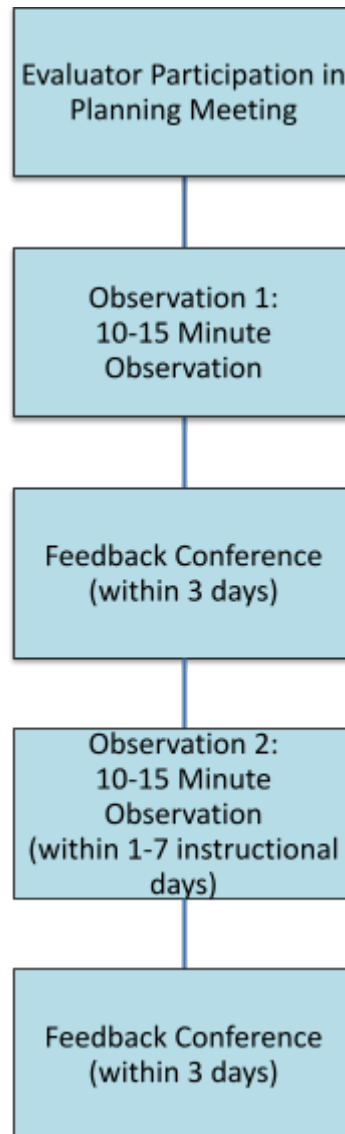 Evaluator Participation in
Planning Meeting
Observation 1:
10-15 Minute
Observation
Feedback Conference
(within 3 days)
Observation 2:
10-15 Minute
Observation
(within 1-7 instructional
days)
Feedback Conference
(within 3 days)